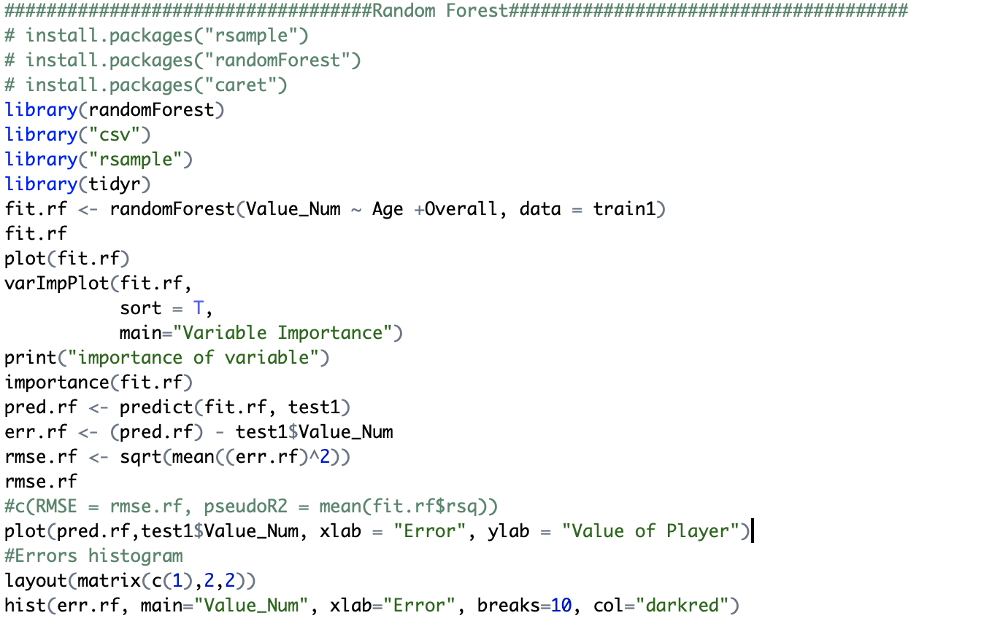 ###################################Random Forest######################################
# install.packages("rsample")
# install.packages("randomForest")
# install.packages("caret")
library(randomForest)
library("csv")
library("rsample")
library(tidyr)
fit.rf <- randomForest(Value_Num ~ Age +Overall, data = train1)
fit.rf
plot(fit.rf)
varImpPlot(fit.rf,
           sort = T,
           main="Variable Importance")
print("importance of variable")
importance(fit.rf)
pred.rf <- predict(fit.rf, test1)
err.rf <- (pred.rf) - test1$Value_Num
rmse.rf <- sqrt(mean((err.rf)^2))
rmse.rf
#c(RMSE = rmse.rf, pseudoR2 = mean(fit.rf$rsq))
plot(pred.rf,test1$Value_Num, xlab = "Error", ylab = "Value of Player")
#Errors histogram
layout(matrix(c(1),2,2))
hist(err.rf, main="Value_Num", xlab="Error", breaks=10, col="darkred")